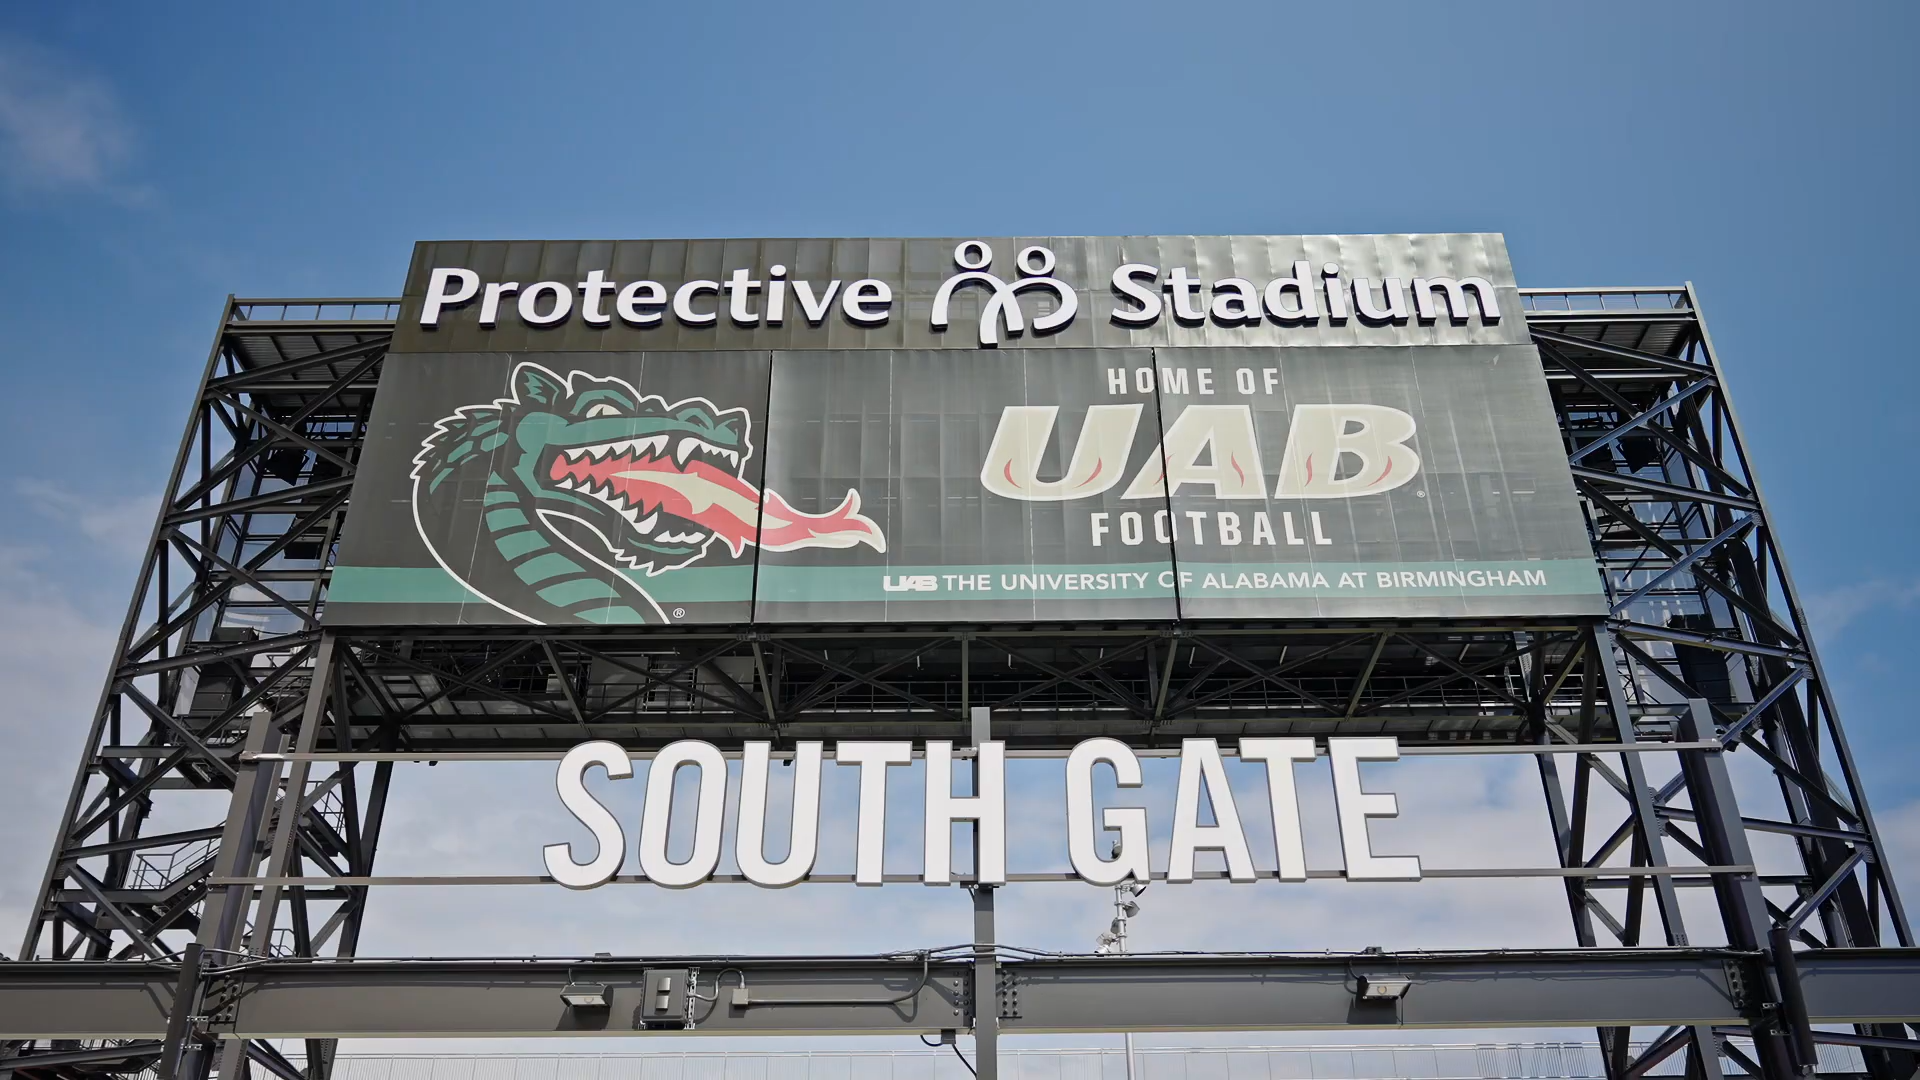 Protective Stadium
HOME OF
UAB
FOOTBALL
UAB THE UNIVERSITY OF ALABAMA AT BIRMINGHAM
SOUTH GATE